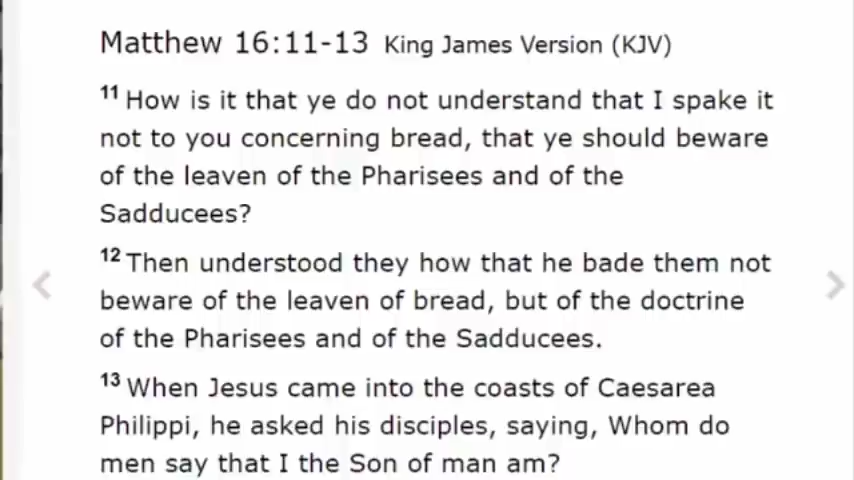 Matthew 16:11-13 King James Version (KJV)
11 How is it that ye do not understand that I spake it
not to you concerning bread, that ye should beware
of the leaven of the Pharisees and of the
Sadducees?
12 Then understood they how that he bade them not
beware of the leaven of bread, but of the doctrine
of the Pharisees and of the Sadducees.
13 When Jesus came into the coasts of Caesarea
Philippi, he asked his disciples, saying, Whom do
men say that I the Son of man am?